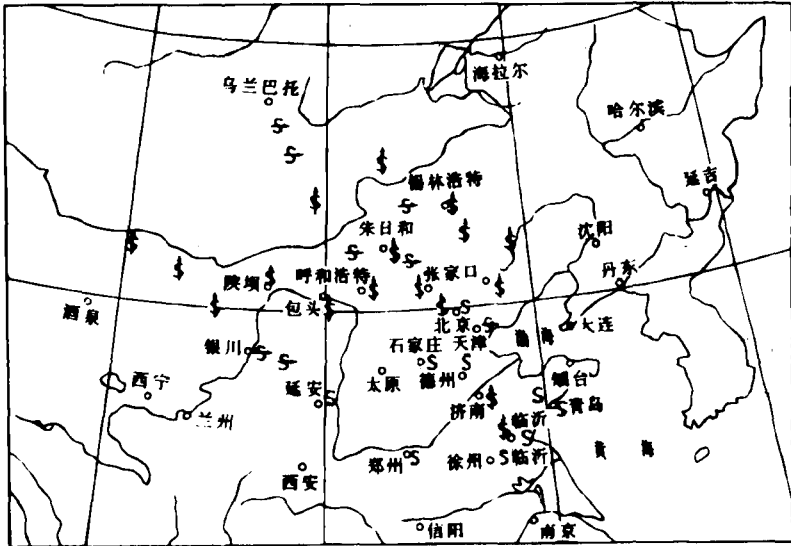 海拉尔
乌兰巴托
哈尔滨
延吉
锡林浩特
朱日和
沈阳
丹东
陕坝
呼和浩特
张家口
包头
酒泉
北京
渤海
大连
银川
石家庄
天津
西宁
延安
太原
德州
烟台
兰州
济南
青岛
临沂
郑州
徐州
临沂
黄海
西安
信阳
南京